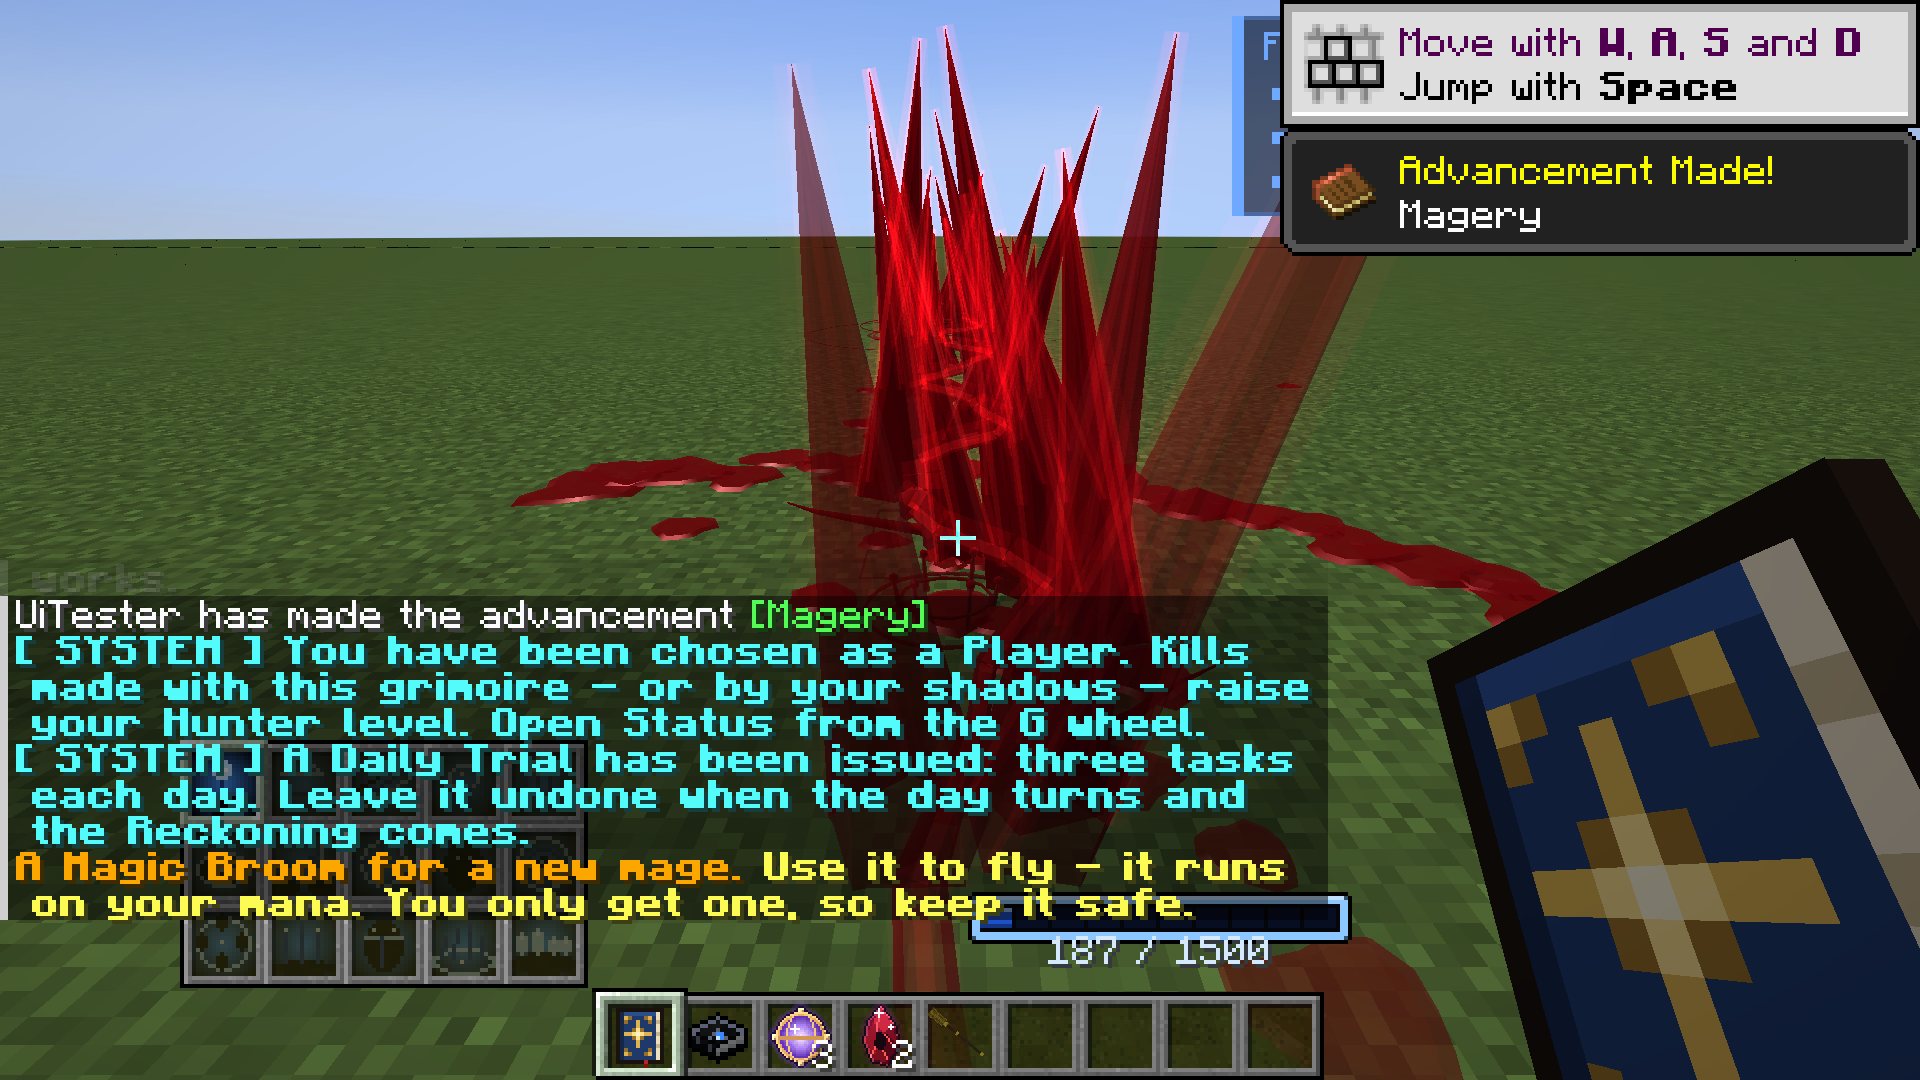 F
Move with W, A, S and D
Jump with Space
Advancement Made!
Magery
works
UiTester has made the advancement [Magery]
[ SYSTEM ] You have been chosen as a Player. Kills
made with this grimoire – or by your shadows – raise
your Hunter level. Open Status from the G wheel.
[ SYSTEM ] A Daily Trial has been issued: three tasks
each day. Leave it undone when the day turns and
the Reckoning comes.
A Magic Broom for a new mage. Use it to fly – it runs
on your mana. You only get one, so keep it safe.
187 / 1500
3
2